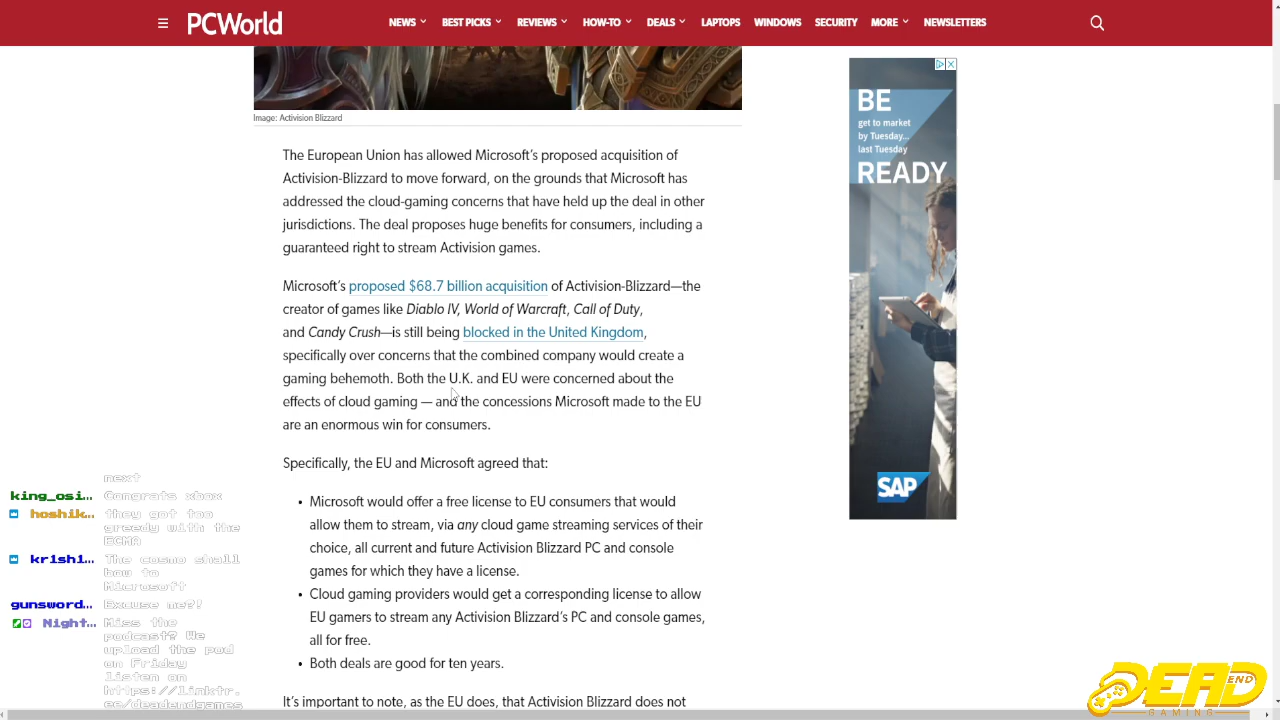 PCWorld
NEWS BEST PICKS REVIEWS HOW-TO DEALS LAPTOPS WINDOWS SECURITY MORE NEWSLETTERS
Image: Activision Blizzard
The European Union has allowed Microsoft's proposed acquisition of
Activision-Blizzard to move forward, on the grounds that Microsoft has
addressed the cloud-gaming concerns that have held up the deal in other
jurisdictions. The deal proposes huge benefits for consumers, including a
guaranteed right to stream Activision games.
Microsoft's proposed $68.7 billion acquisition of Activision-Blizzard—the
creator of games like Diablo IV, World of Warcraft, Call of Duty,
and Candy Crush—is still being blocked in the United Kingdom,
specifically over concerns that the combined company would create a
gaming behemoth. Both the U.K. and EU were concerned about the
effects of cloud gaming — and the concessions Microsoft made to the EU
are an enormous win for consumers.
Specifically, the EU and Microsoft agreed that:
• Microsoft would offer a free license to EU consumers that would
allow them to stream, via any cloud game streaming services of their
choice, all current and future Activision Blizzard PC and console
games for which they have a license.
• Cloud gaming providers would get a corresponding license to allow
EU gamers to stream any Activision Blizzard's PC and console games,
all for free.
• Both deals are good for ten years.
It's important to note, as the EU does, that Activision Blizzard does not
BE
get to market
by Tuesday...
last Tuesday
READY
SAP
next
king_osi... Congrats xbox
hoshik... they got too
greedy with the
ECMA
krishi... The cosmo shall
bow to
Microsoft
gunsword... Excuse me?!
Night... Miss the
podcast? We
upload the pod
on Friday
listen on
https://linktr.
ee/deadendgames
DEAD
END
GAMING